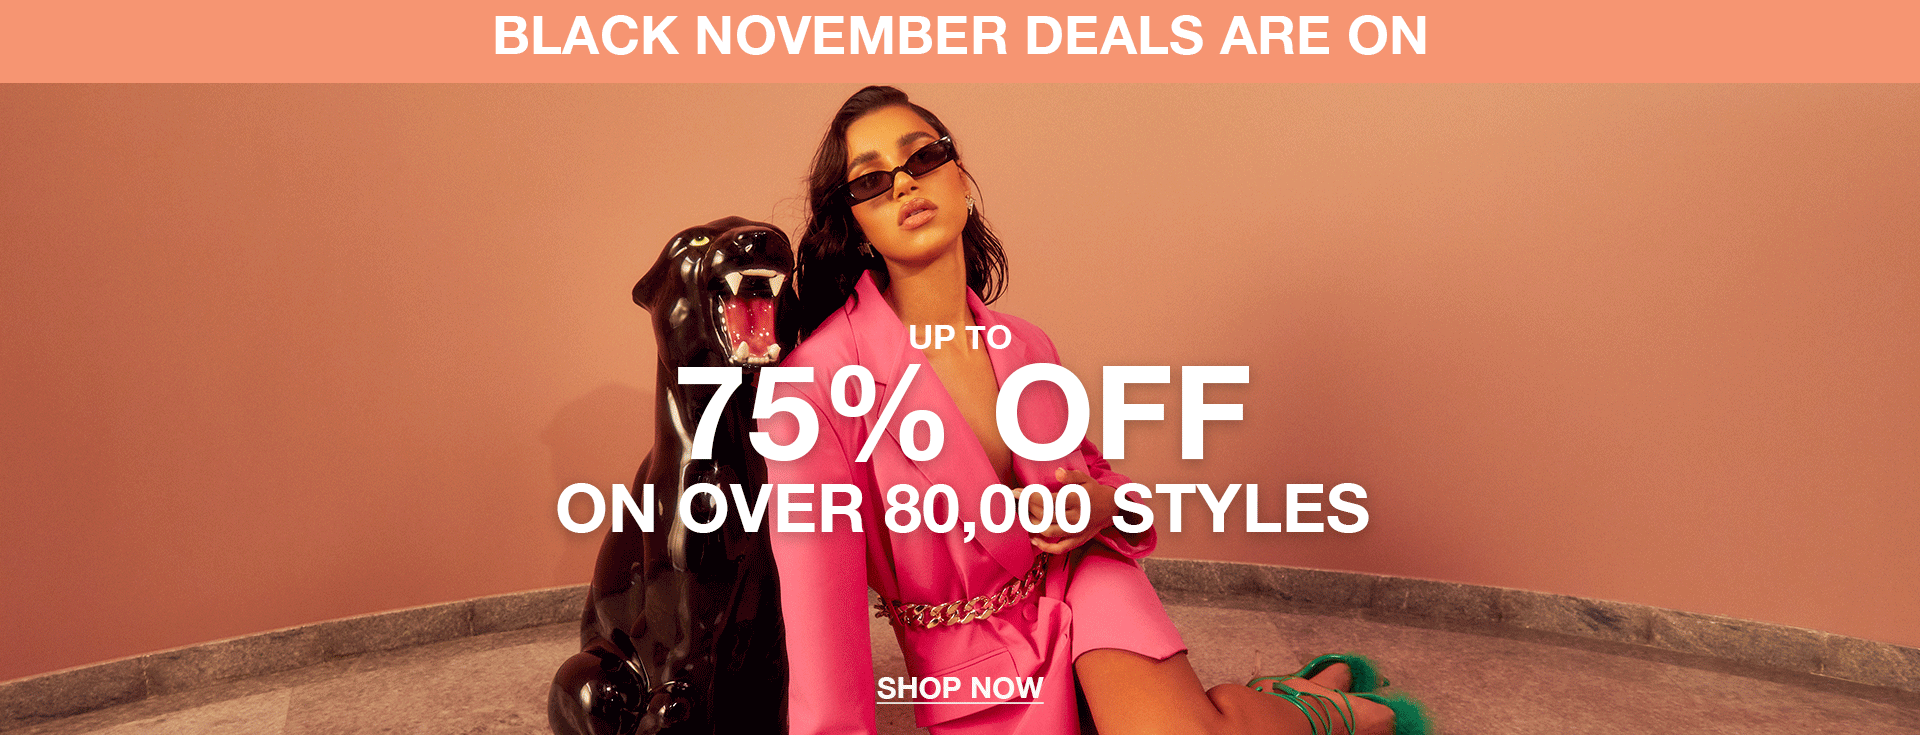 BLACK NOVEMBER DEALS ARE ON
UP TO
75% OFF
ON OVER 80,000 STYLES
SHOP NOW